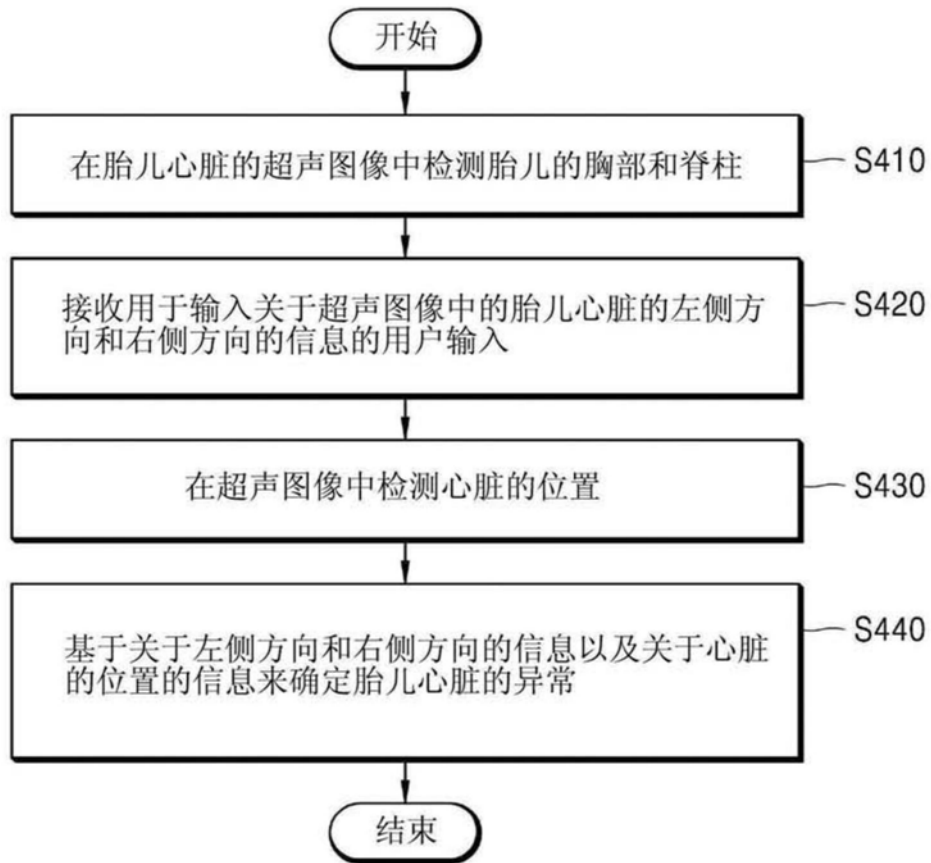 开始
在胎儿心脏的超声图像中检测胎儿的胸部和脊柱
S410
接收用于输入关于超声图像中的胎儿心脏的左侧方
向和右侧方向的信息的用户输入
S420
在超声图像中检测心脏的位置
S430
基于关于左侧方向和右侧方向的信息以及关于心脏
的位置的信息来确定胎儿心脏的异常
S440
结束